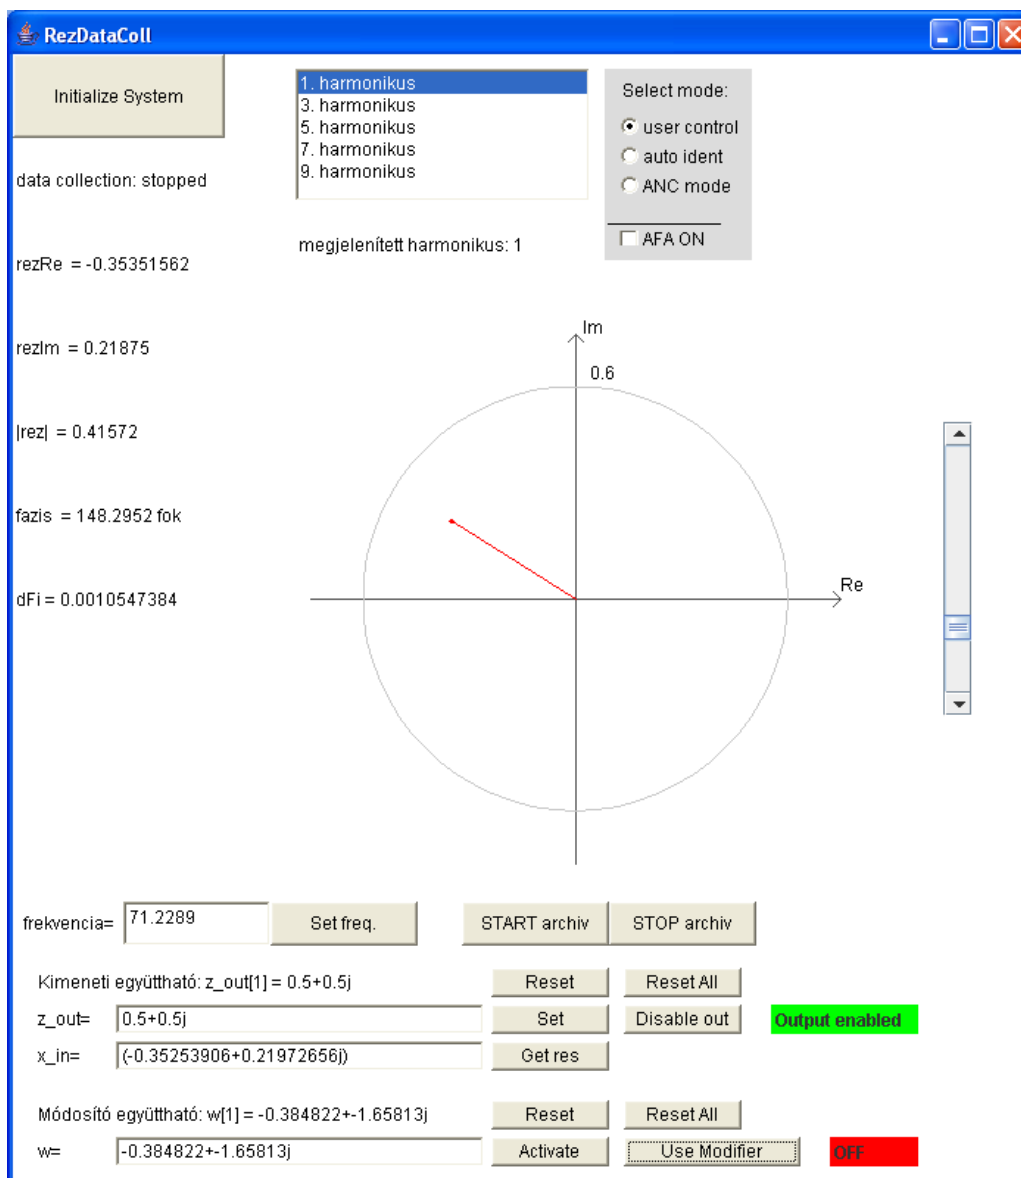 RezDataColl
Initialize System
1. harmonikus
3. harmonikus
5. harmonikus
7. harmonikus
9. harmonikus
Select mode:
user control
auto ident
ANC mode
AFA ON
data collection: stopped
megjelenített harmonikus: 1
rezRe = -0.35351562
rezIm = 0.21875
|rez| = 0.41572
fazis = 148.2952 fok
dFi = 0.0010547384
Im
0.6
Re
frekvencia= 71.2289 Set freq. START archiv STOP archiv
Kimeneti együttható: z_out[1] = 0.5+0.5j Reset Reset All
z_out= 0.5+0.5j Set Disable out Output enabled
x_in= (-0.35253906+0.21972656j) Get res
Módosító együttható: w[1] = -0.384822+-1.65813j Reset Reset All
w= -0.384822+-1.65813j Activate Use Modifier OFF